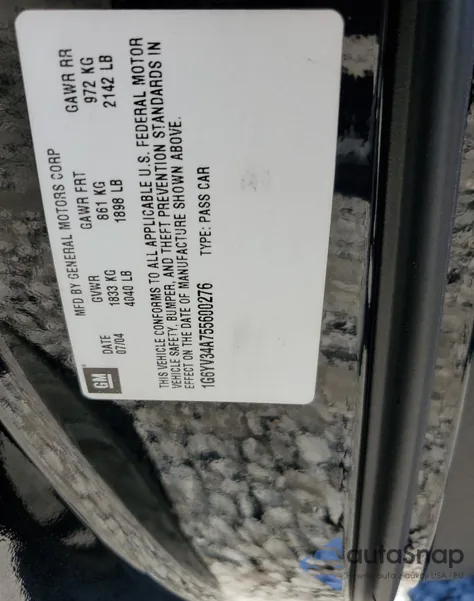 MFD BY GENERAL MOTORS CORP
GM DATE GVWR GAWR FRT GAWR RR
07/04 1833 KG 861 KG 972 KG
4040 LB 1898 LB 2142 LB
THIS VEHICLE CONFORMS TO ALL APPLICABLE U.S. FEDERAL MOTOR
VEHICLE SAFETY, BUMPER, AND THEFT PREVENTION STANDARDS IN
EFFECT ON THE DATE OF MANUFACTURE SHOWN ABOVE.
1G6YV34A755600276 TYPE: PASS CAR
autaSnap